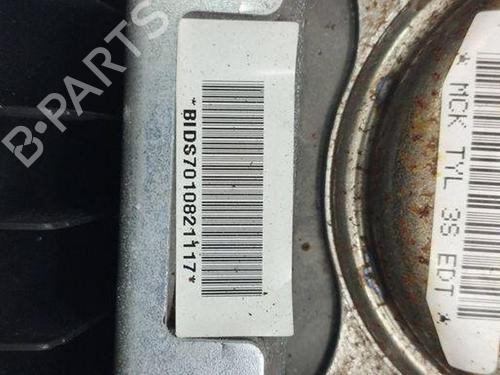 *BIDS7010821117*
* MCK TYL 3S EDT *
B-PARTS